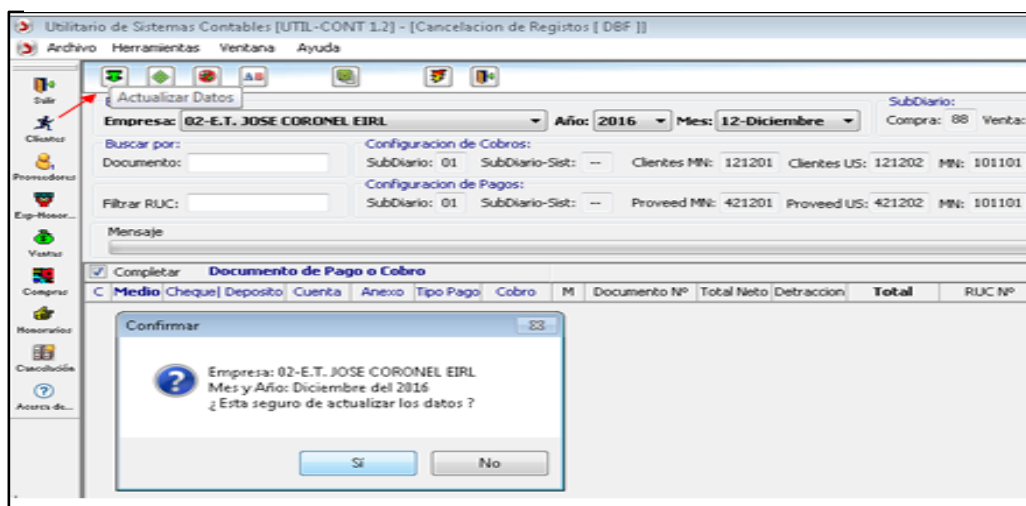 Utilitario de Sistemas Contables [UTIL-CONT 1.2] - [Cancelacion de Registos [ DBF ]]
Archivo Herramientas Ventana Ayuda
Salir
Actualizar Datos
SubDiario:
Empresa: 02-E.T. JOSE CORONEL EIRL Año: 2016 Mes: 12-Diciembre Compra: 88 Venta:
Clientes
Buscar por: Configuracion de Cobros:
Documento: SubDiario: 01 SubDiario-Sist: -- Clientes MN: 121201 Clientes US: 121202 MN: 101101
Proveedores
Configuracion de Pagos:
Filtrar RUC: SubDiario: 01 SubDiario-Sist: -- Proveed MN: 421201 Proveed US: 421202 MN: 101101
Exp-Honor...
Mensaje
Ventas
Completar Documento de Pago o Cobro
Compras
C Medio Cheque| Deposito Cuenta Anexo Tipo Pago Cobro M Documento Nº Total Neto Detraccion Total RUC Nº
Honorarios
Cancelación
Acerca de...
Confirmar
Empresa: 02-E.T. JOSE CORONEL EIRL
Mes y Año: Diciembre del 2016
¿ Esta seguro de actualizar los datos ?
Sí No